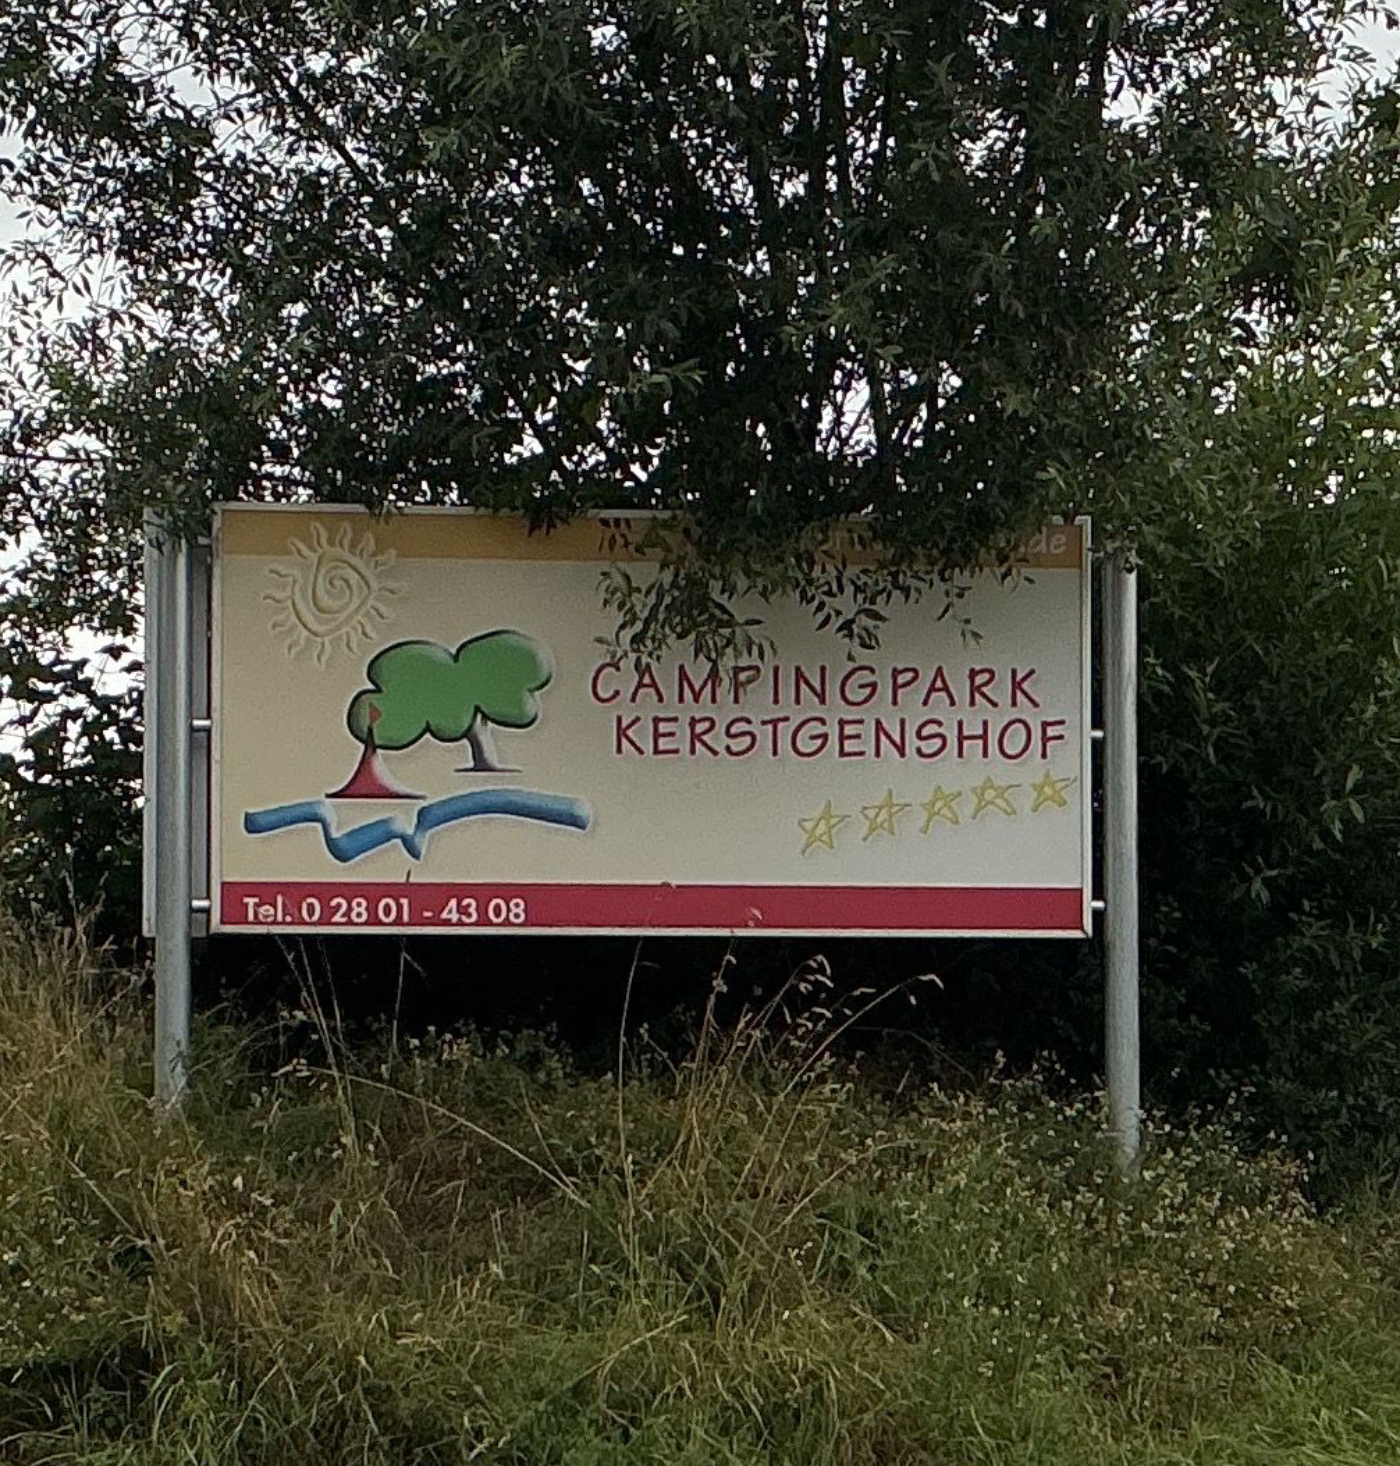 CAMPINGPARK
KERSTGENSHOF
Tel. 0 28 01 - 43 08